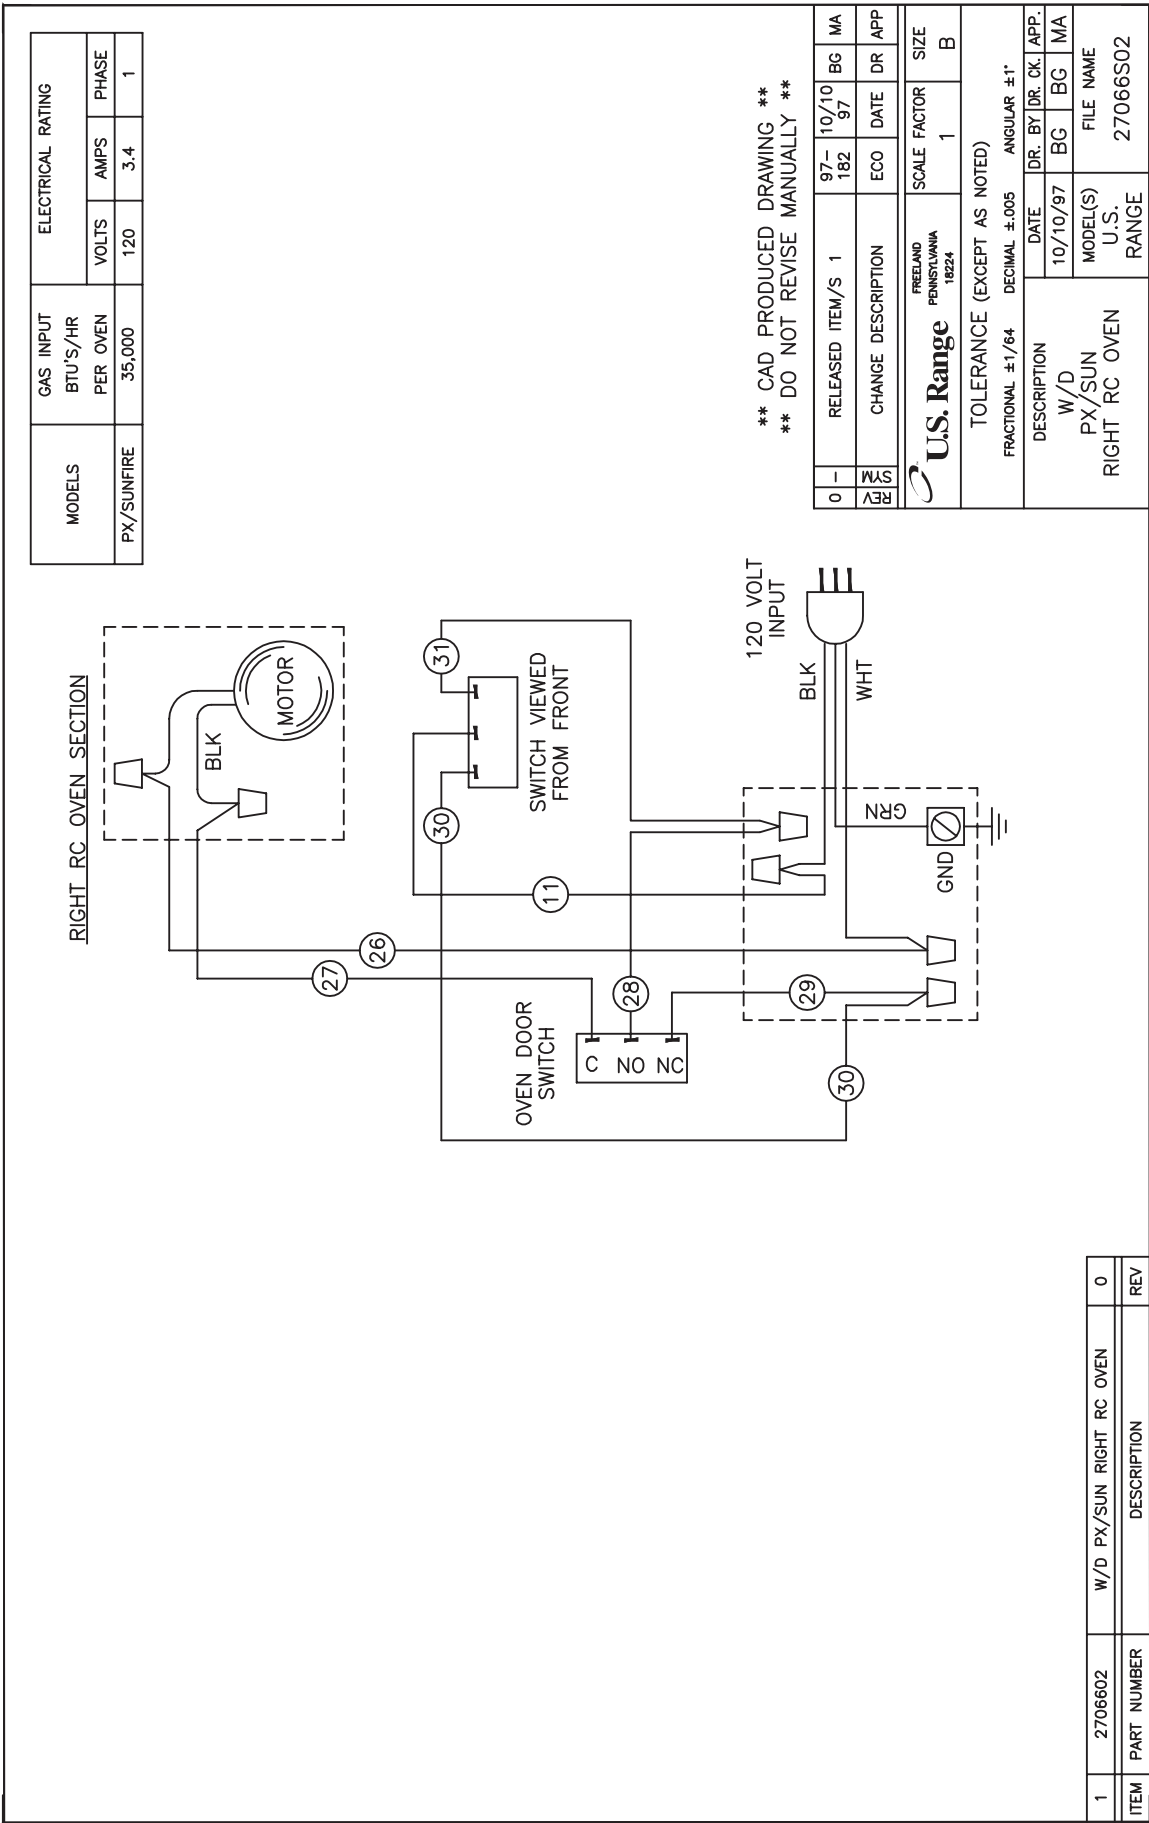 MODELS
GAS INPUT
BTU'S/HR
PER OVEN
ELECTRICAL RATING
VOLTS AMPS PHASE
PX/SUNFIRE 35,000 120 3.4 1
RIGHT RC OVEN SECTION
BLK
MOTOR
27
26
30
31
SWITCH VIEWED
FROM FRONT
11
OVEN DOOR
SWITCH
C NO NC
28
29
30
120 VOLT
INPUT
BLK
WHT
GRN
GND
** CAD PRODUCED DRAWING **
** DO NOT REVISE MANUALLY **
0 – RELEASED ITEM/S 1 97–182 10/10 97 BG MA
REV SYM CHANGE DESCRIPTION ECO DATE DR APP
U.S. Range
FREELAND
PENNSYLVANIA
18224
SCALE FACTOR
1
SIZE
B
TOLERANCE (EXCEPT AS NOTED)
FRACTIONAL ±1/64 DECIMAL ±.005 ANGULAR ±1°
DESCRIPTION
W/D
PX/SUN
RIGHT RC OVEN
DATE DR. BY DR. CK. APP.
10/10/97 BG BG MA
MODEL(S)
U.S.
RANGE
FILE NAME
27066S02
1 2706602 W/D PX/SUN RIGHT RC OVEN 0
ITEM PART NUMBER DESCRIPTION REV